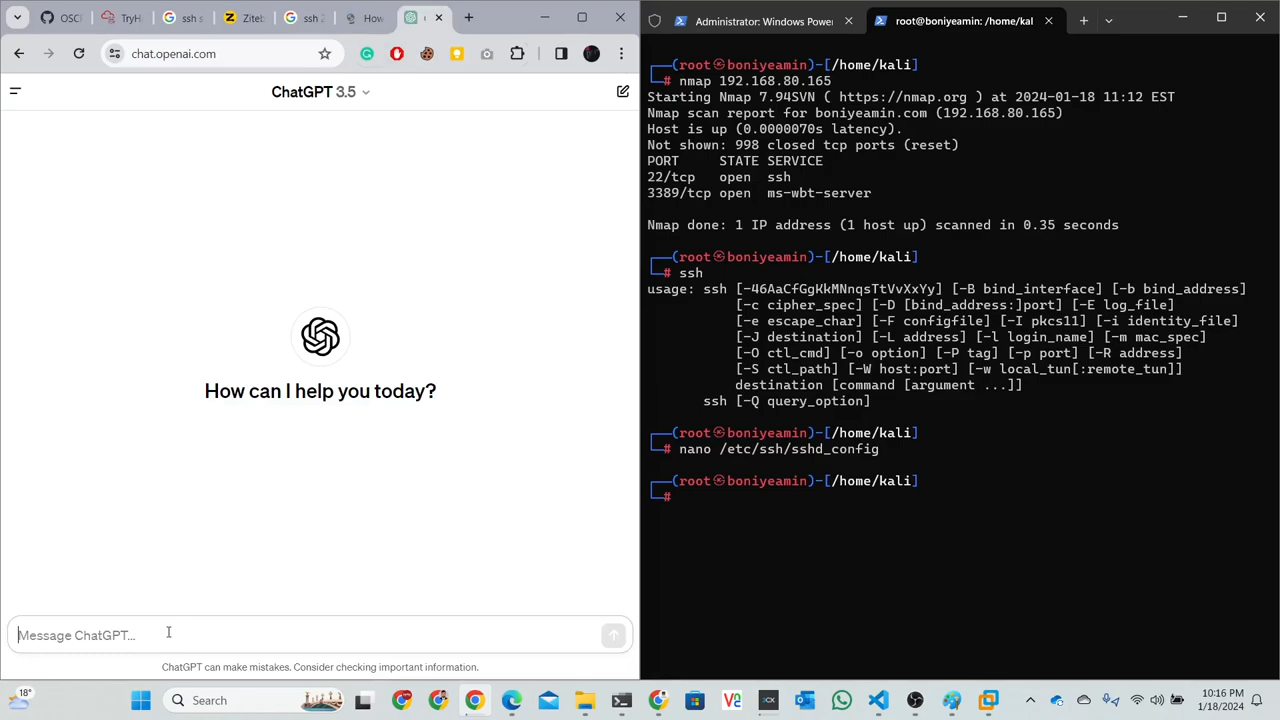 OSCI
TryH
ssh s
Ziteb
ssh 2
How
chat.openai.com
ChatGPT 3.5
How can I help you today?
Message ChatGPT...
ChatGPT can make mistakes. Consider checking important information.
Administrator: Windows Power
root@boniyeamin: /home/kal
┌──(root㉿boniyeamin)-[/home/kali]
└─# nmap 192.168.80.165
Starting Nmap 7.94SVN ( https://nmap.org ) at 2024-01-18 11:12 EST
Nmap scan report for boniyeamin.com (192.168.80.165)
Host is up (0.0000070s latency).
Not shown: 998 closed tcp ports (reset)
PORT     STATE SERVICE
22/tcp   open  ssh
3389/tcp open  ms-wbt-server
Nmap done: 1 IP address (1 host up) scanned in 0.35 seconds
┌──(root㉿boniyeamin)-[/home/kali]
└─# ssh
usage: ssh [-46AaCfGgKkMNnqsTtVvXxYy] [-B bind_interface] [-b bind_address]
           [-c cipher_spec] [-D [bind_address:]port] [-E log_file]
           [-e escape_char] [-F configfile] [-I pkcs11] [-i identity_file]
           [-J destination] [-L address] [-l login_name] [-m mac_spec]
           [-O ctl_cmd] [-o option] [-P tag] [-p port] [-R address]
           [-S ctl_path] [-W host:port] [-w local_tun[:remote_tun]]
           destination [command [argument ...]]
       ssh [-Q query_option]
┌──(root㉿boniyeamin)-[/home/kali]
└─# nano /etc/ssh/sshd_config
┌──(root㉿boniyeamin)-[/home/kali]
└─#
18°
Search
10:16 PM
1/18/2024